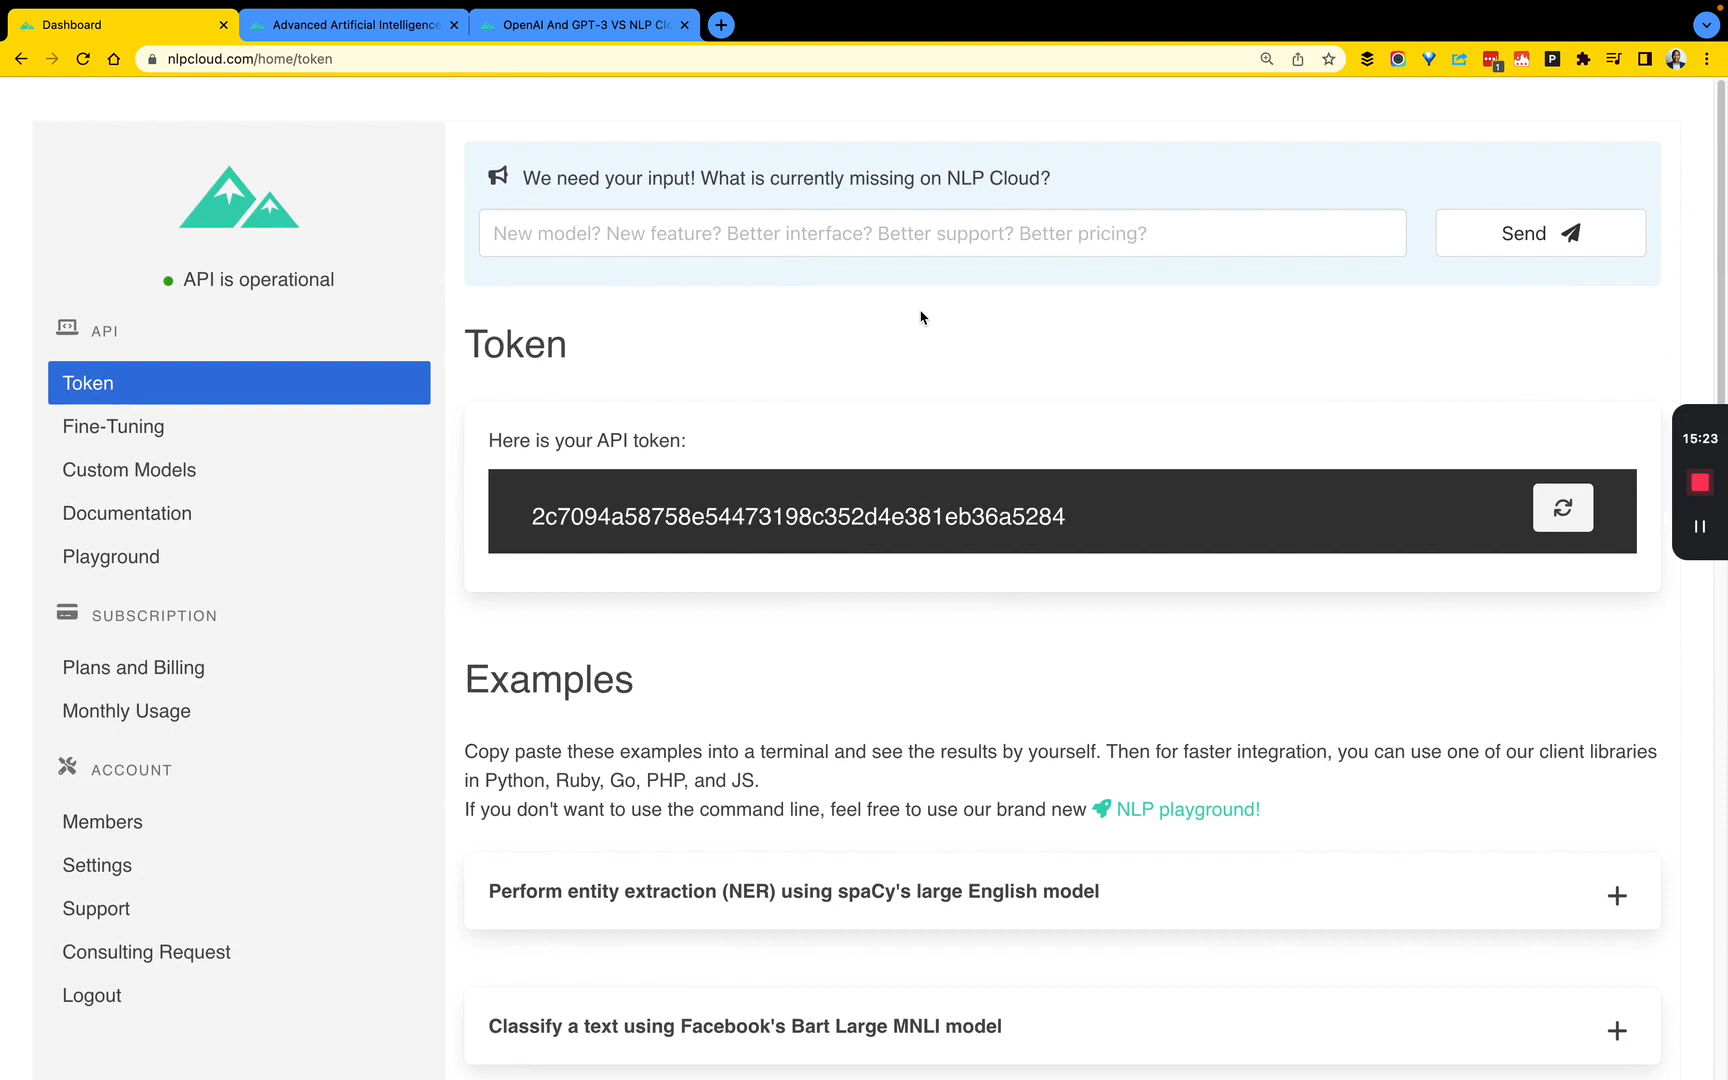 Dashboard
Advanced Artificial Intelligence
OpenAI And GPT-3 VS NLP Cl
nlpcloud.com/home/token
1
P
API is operational
API
Token
Fine-Tuning
Custom Models
Documentation
Playground
SUBSCRIPTION
Plans and Billing
Monthly Usage
ACCOUNT
Members
Settings
Support
Consulting Request
Logout
We need your input! What is currently missing on NLP Cloud?
New model? New feature? Better interface? Better support? Better pricing?
Send
Token
Here is your API token:
2c7094a58758e54473198c352d4e381eb36a5284
15:23
Examples
Copy paste these examples into a terminal and see the results by yourself. Then for faster integration, you can use one of our client libraries
in Python, Ruby, Go, PHP, and JS.
If you don't want to use the command line, feel free to use our brand new NLP playground!
Perform entity extraction (NER) using spaCy's large English model
Classify a text using Facebook's Bart Large MNLI model